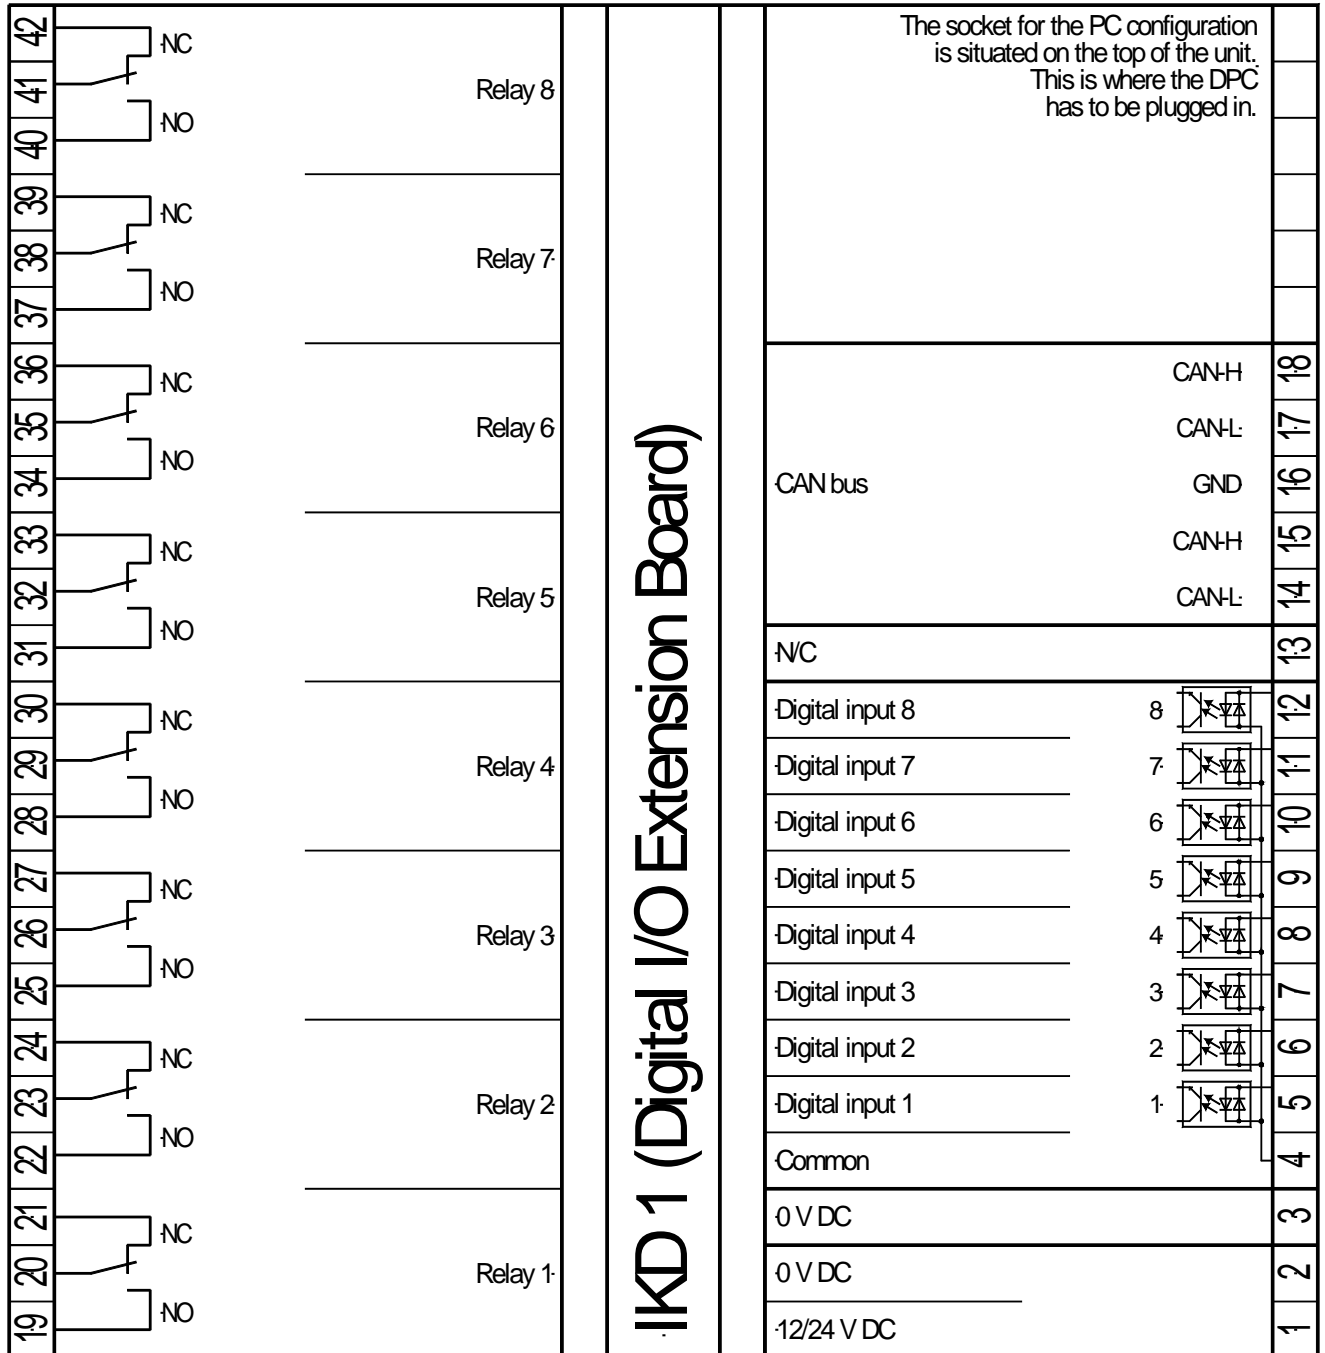 42
NC
41
Relay 8
NO
40
39
NC
38
Relay 7
NO
37
36
NC
35
Relay 6
NO
34
33
NC
32
Relay 5
NO
31
30
NC
29
Relay 4
NO
28
27
NC
26
Relay 3
NO
25
24
NC
23
Relay 2
NO
22
21
NC
20
Relay 1
NO
19
IKD 1 (Digital I/O Extension Board)
The socket for the PC configuration
is situated on the top of the unit.
This is where the DPC
has to be plugged in.
CAN bus
CAN-H 18
CAN-L 17
GND 16
CAN-H 15
CAN-L 14
N/C 13
Digital input 8 8 12
Digital input 7 7 11
Digital input 6 6 10
Digital input 5 5 9
Digital input 4 4 8
Digital input 3 3 7
Digital input 2 2 6
Digital input 1 1 5
Common 4
0 V DC 3
0 V DC 2
12/24 V DC 1